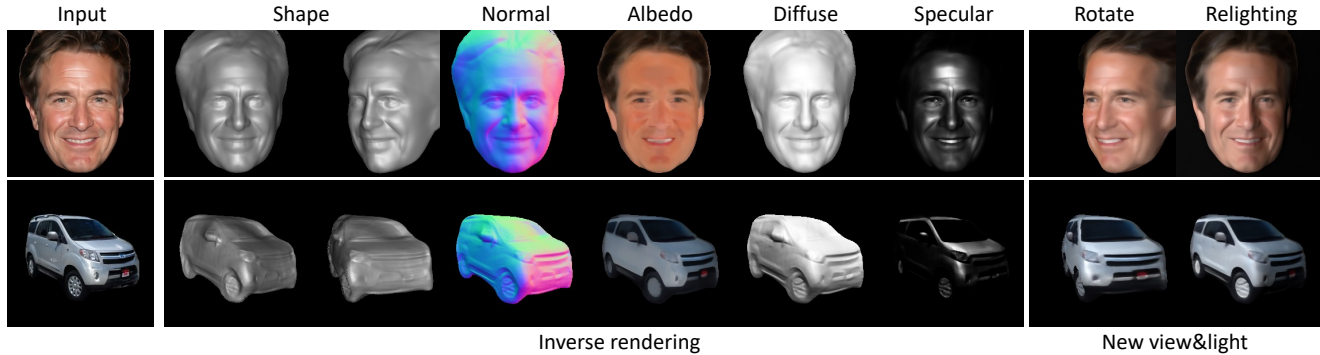 Input Shape Normal Albedo Diffuse Specular Rotate Relighting
Inverse rendering New view&light